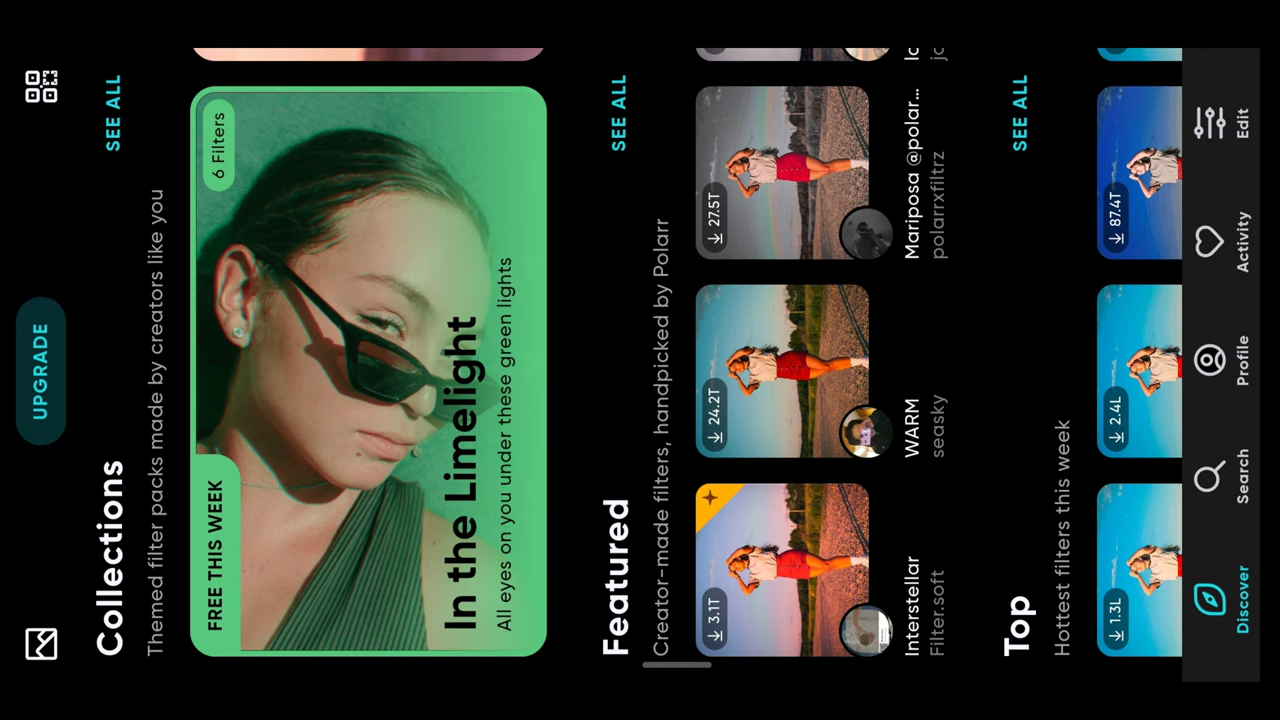 UPGRADE
Collections
SEE ALL
Themed filter packs made by creators like you
FREE THIS WEEK
6 Filters
In the Limelight
All eyes on you under these green lights
Featured
SEE ALL
Creator-made filters, handpicked by Polarr
3.1T
24.2T
27.5T
Interstellar
WARM
Mariposa @polar...
Filter.soft
seasky
polarrxfiltrz
Top
SEE ALL
Hottest filters this week
1.3L
2.4L
87.4T
Discover
Search
Profile
Activity
Edit